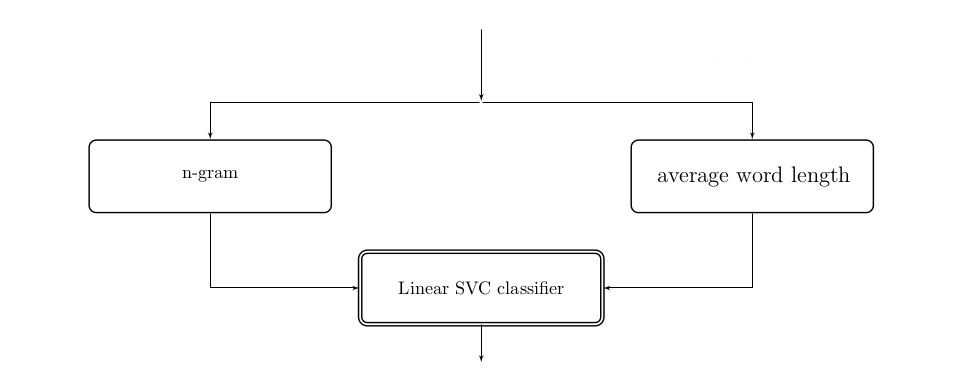 n-gram
average word length
Linear SVC classifier